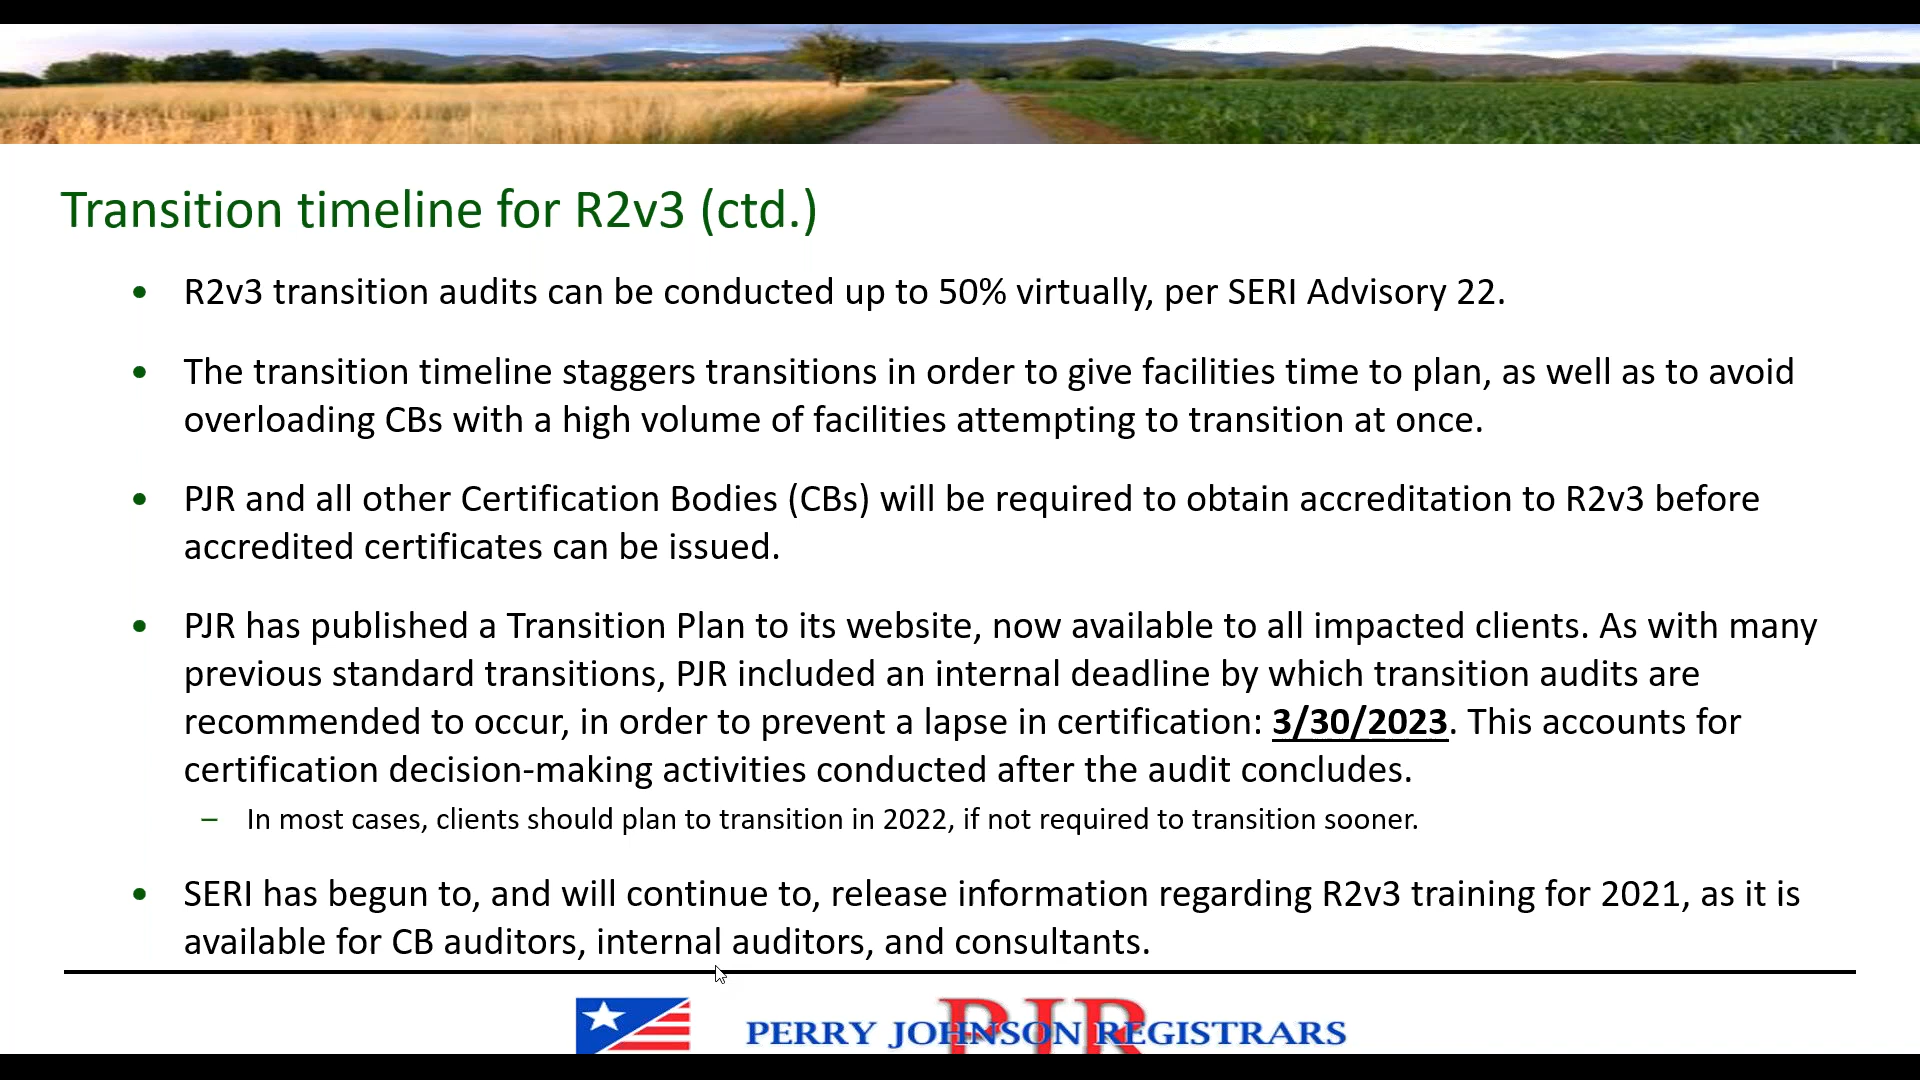 Transition timeline for R2v3 (ctd.)
• R2v3 transition audits can be conducted up to 50% virtually, per SERI Advisory 22.
• The transition timeline staggers transitions in order to give facilities time to plan, as well as to avoid
overloading CBs with a high volume of facilities attempting to transition at once.
• PJR and all other Certification Bodies (CBs) will be required to obtain accreditation to R2v3 before
accredited certificates can be issued.
• PJR has published a Transition Plan to its website, now available to all impacted clients. As with many
previous standard transitions, PJR included an internal deadline by which transition audits are
recommended to occur, in order to prevent a lapse in certification: 3/30/2023. This accounts for
certification decision-making activities conducted after the audit concludes.
– In most cases, clients should plan to transition in 2022, if not required to transition sooner.
• SERI has begun to, and will continue to, release information regarding R2v3 training for 2021, as it is
available for CB auditors, internal auditors, and consultants.
PJR
PERRY JOHNSON REGISTRARS